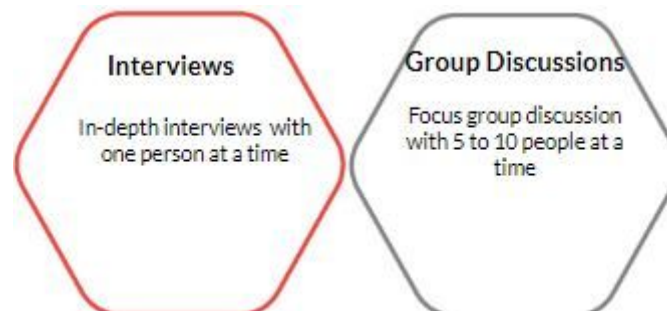 Interviews
In-depth interviews with
one person at a time
Group Discussions
Focus group discussion
with 5 to 10 people at a
time